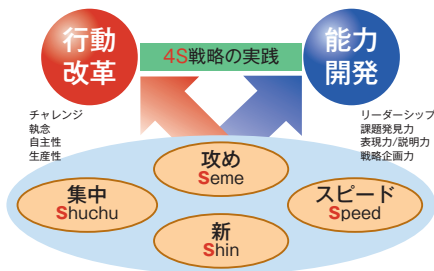 行動
改革
4S戦略の実践
能力
開発
チャレンジ
執念
自主性
生産性
リーダーシップ
課題発見力
表現力/説明力
戦略企画力
攻め
Seme
集中
Shuchu
スピード
Speed
新
Shin